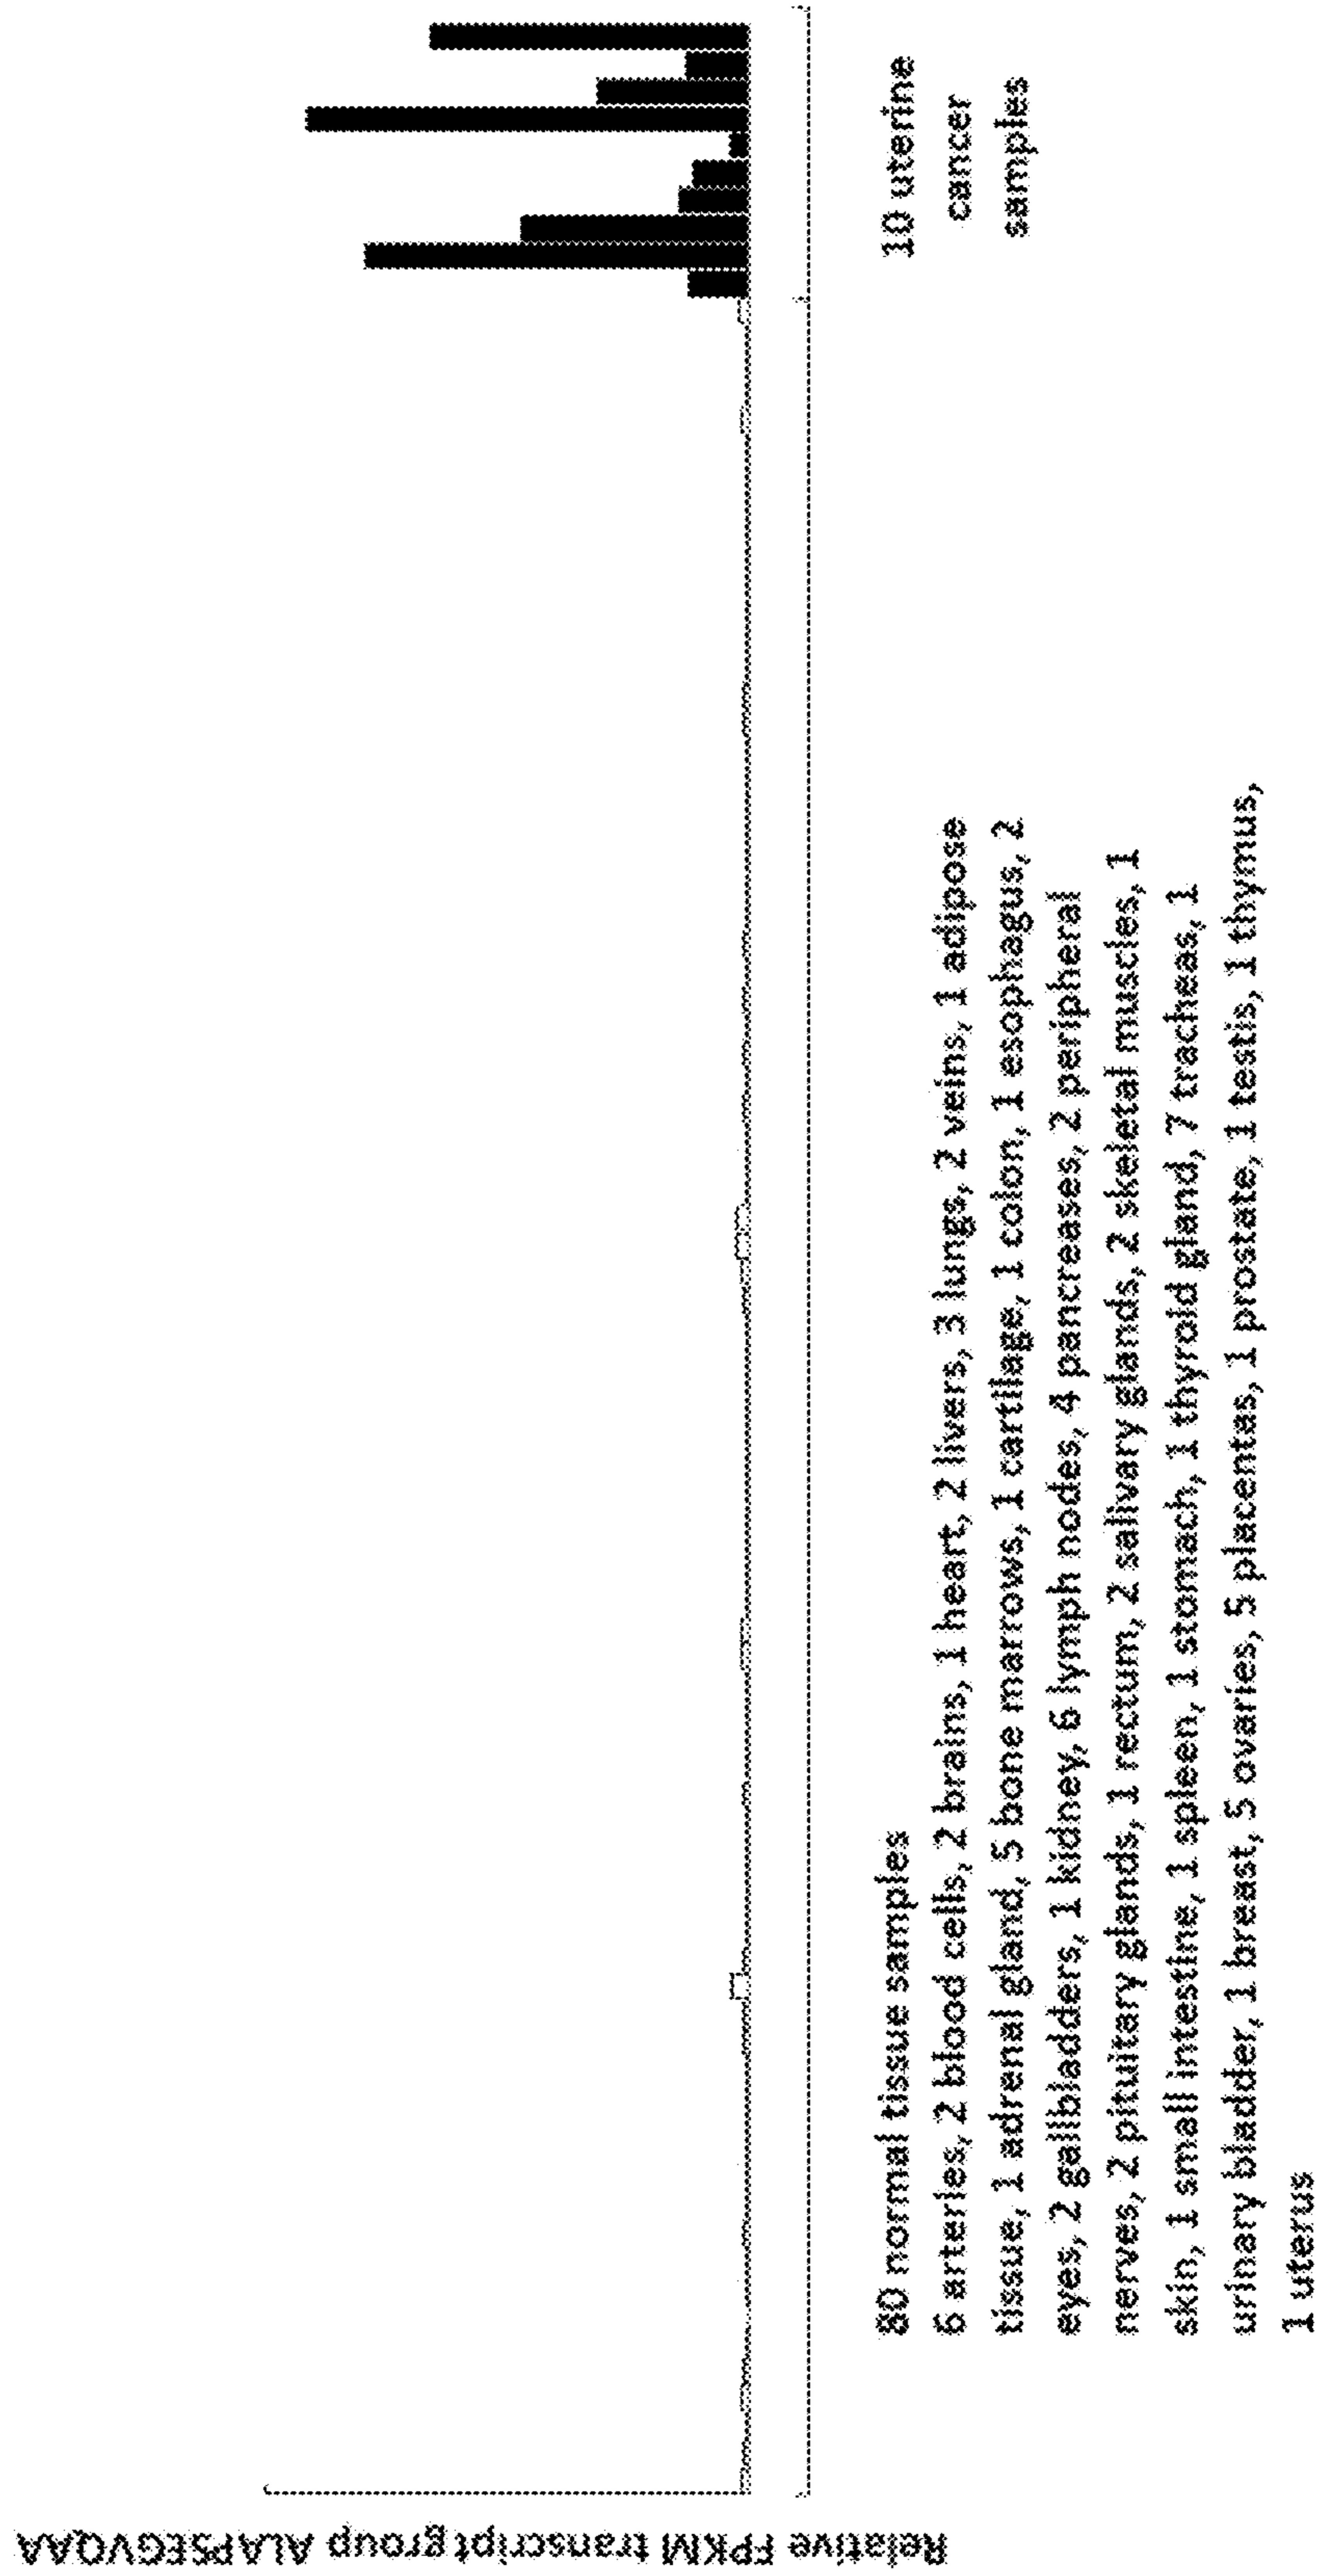 Relative FPKM transcript group ALAPSEGVQAA
80 normal tissue samples
6 arteries, 2 blood cells, 2 brains, 1 heart, 2 livers, 3 lungs, 2 veins, 1 adipose
tissue, 1 adrenal gland, 5 bone marrows, 1 cartilage, 1 colon, 1 esophagus, 2
eyes, 2 gallbladders, 1 kidney, 6 lymph nodes, 4 pancreases, 2 peripheral
nerves, 2 pituitary glands, 1 rectum, 2 salivary glands, 2 skeletal muscles, 1
skin, 1 small intestine, 1 spleen, 1 stomach, 1 thyroid gland, 7 tracheas, 1
urinary bladder, 1 breast, 5 ovaries, 5 placentas, 1 prostate, 1 testis, 1 thymus,
1 uterus
10 uterine
cancer
samples